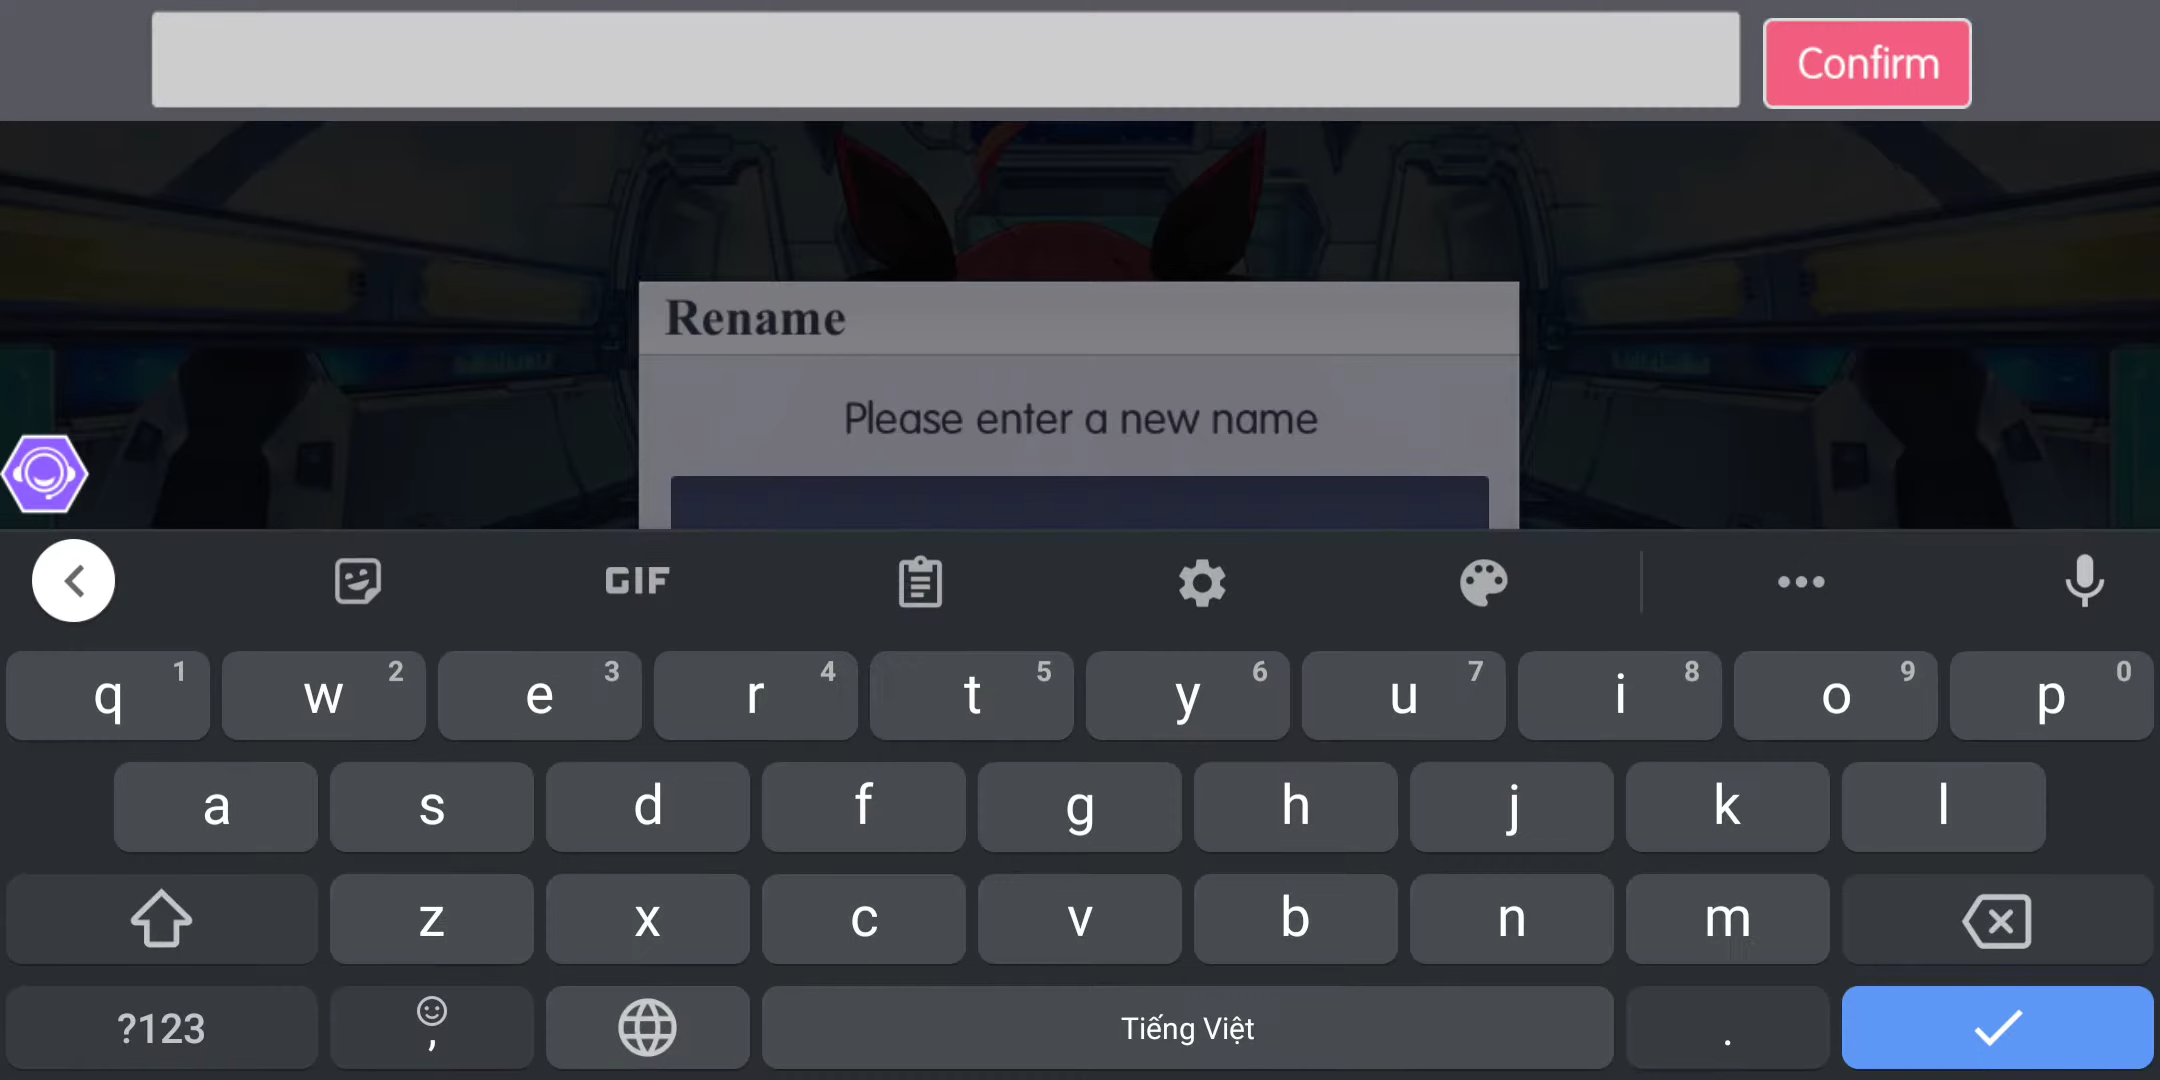 Confirm
Rename
Please enter a new name
GIF
q 1 w 2 e 3 r 4 t 5 y 6 u 7 i 8 o 9 p 0
a s d f g h j k l
z x c v b n m
?123 , Tiếng Việt .